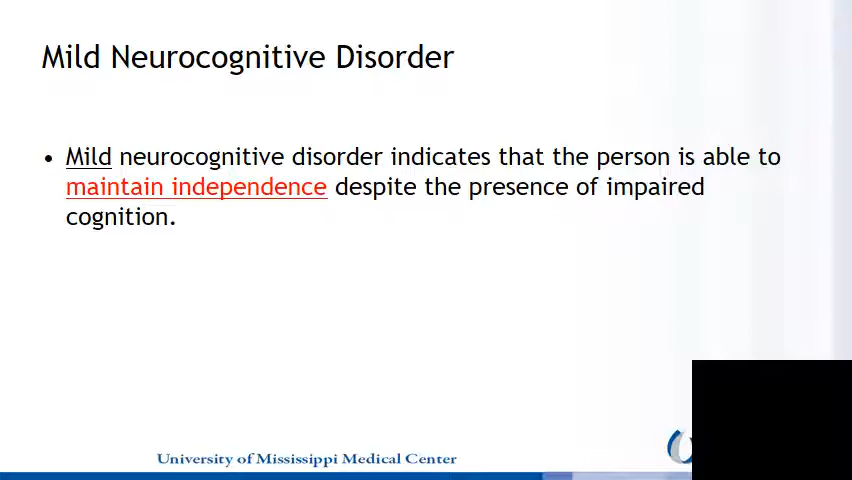 Mild Neurocognitive Disorder
• Mild neurocognitive disorder indicates that the person is able to
maintain independence despite the presence of impaired
cognition.
University of Mississippi Medical Center